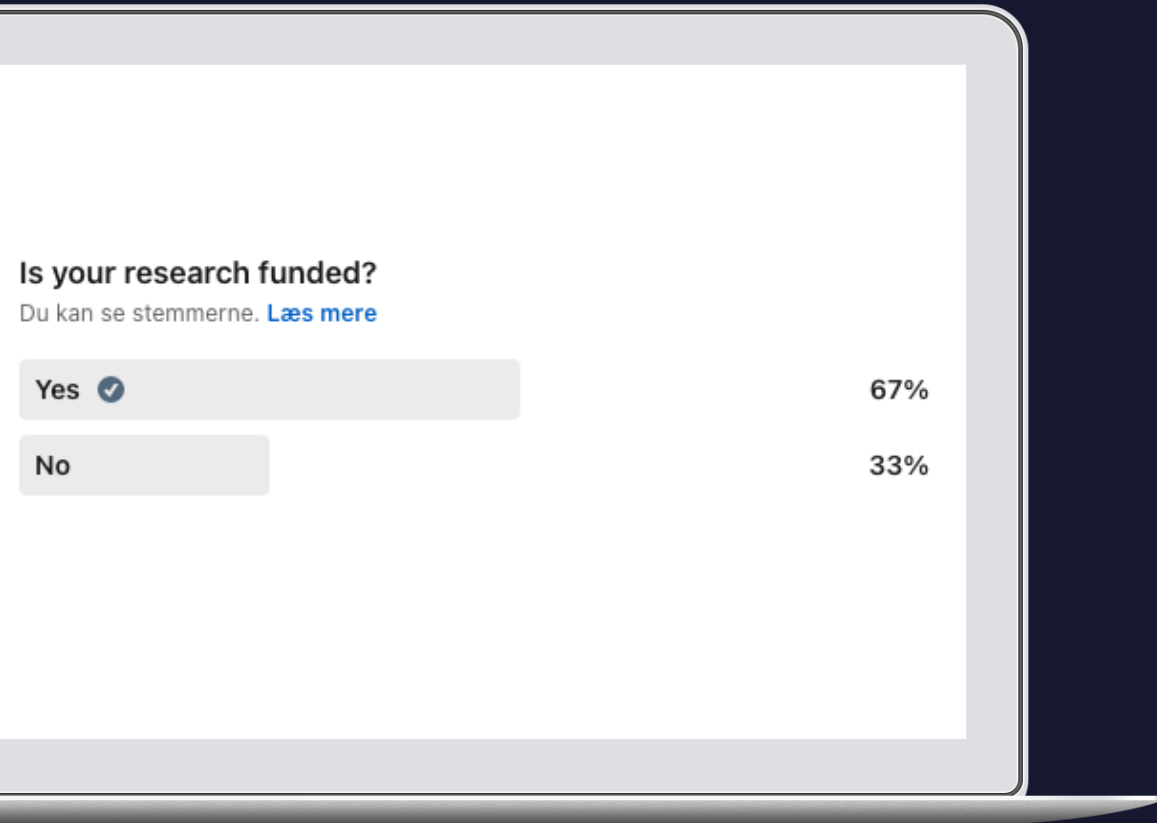 Is your research funded?
Du kan se stemmerne. Læs mere
Yes 67%
No 33%